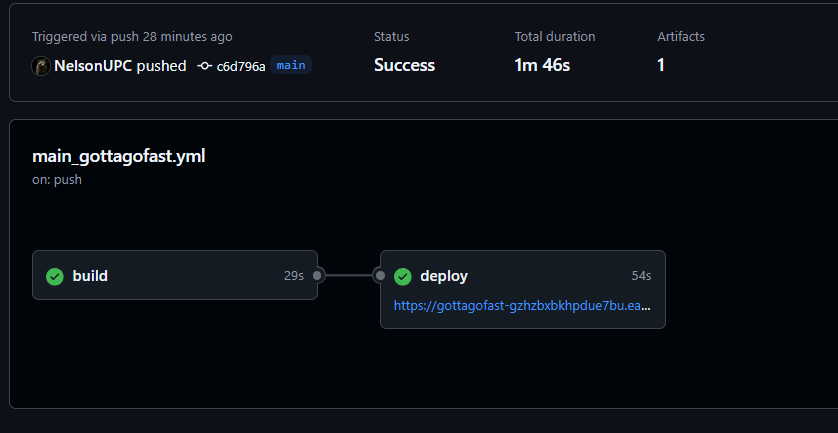 Triggered via push 28 minutes ago
NelsonUPC pushed c6d796a main
Status
Success
Total duration
1m 46s
Artifacts
1
main_gottagofast.yml
on: push
build 29s
deploy 54s
https://gottagofast-gzhzbxbkhpdue7bu.ea...